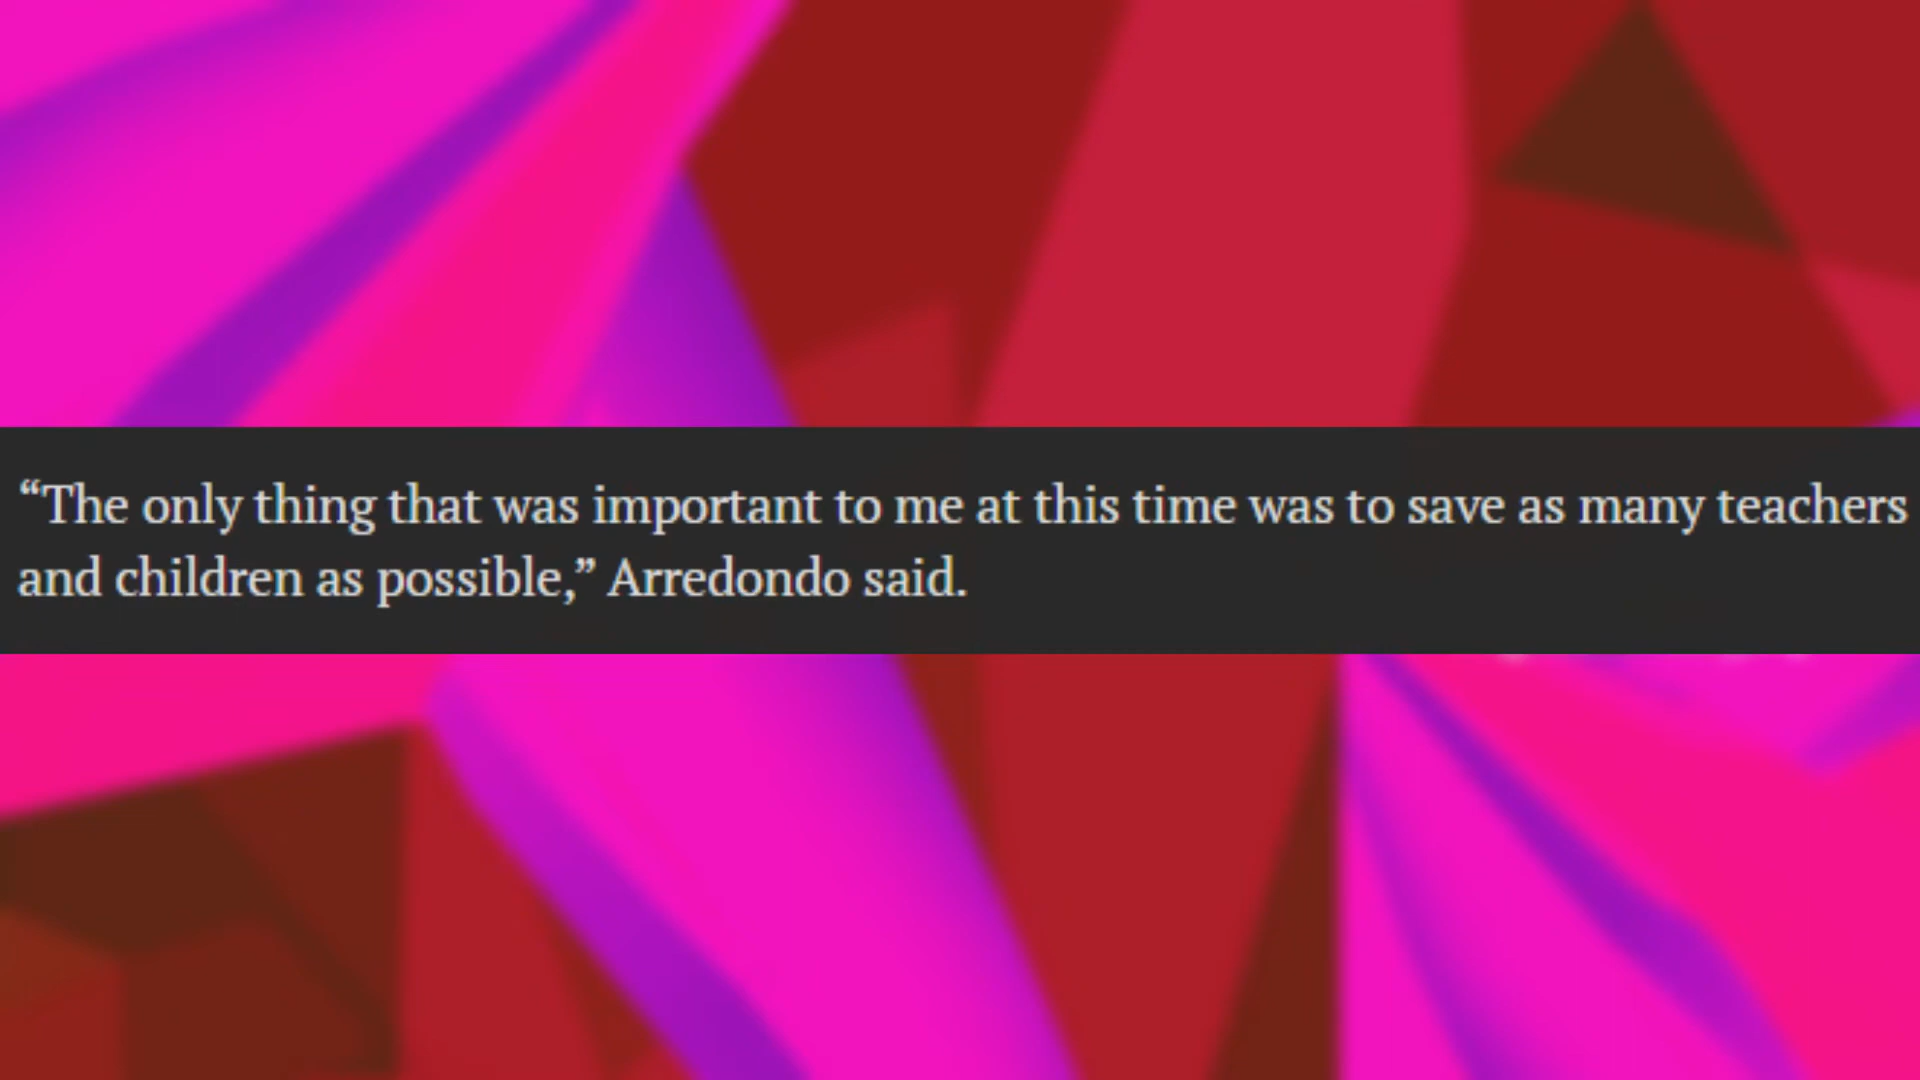 “The only thing that was important to me at this time was to save as many teachers
and children as possible,” Arredondo said.